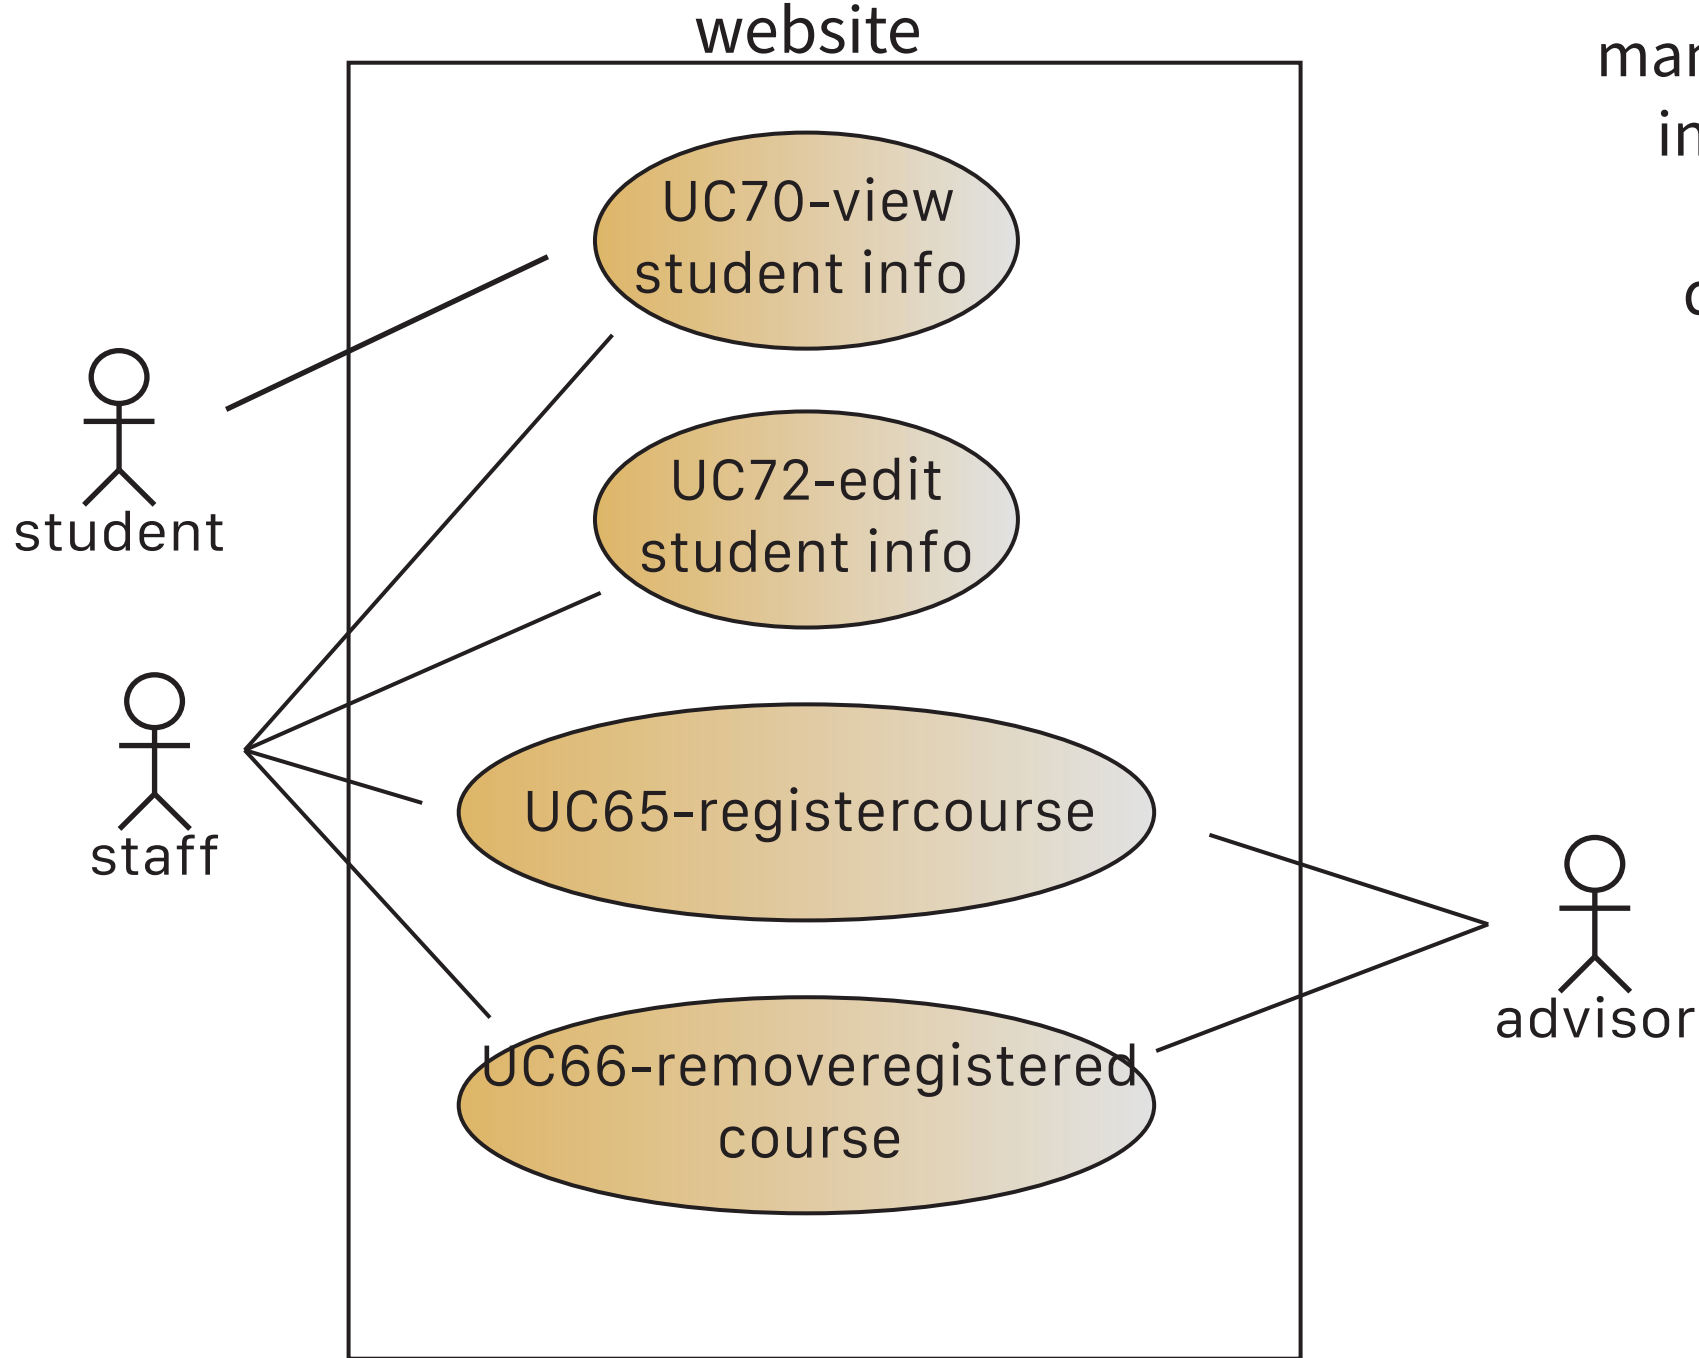 website
UC70-view
student info
student
UC72-edit
student info
staff
UC65-registercourse
advisor
UC66-removeregistered
course